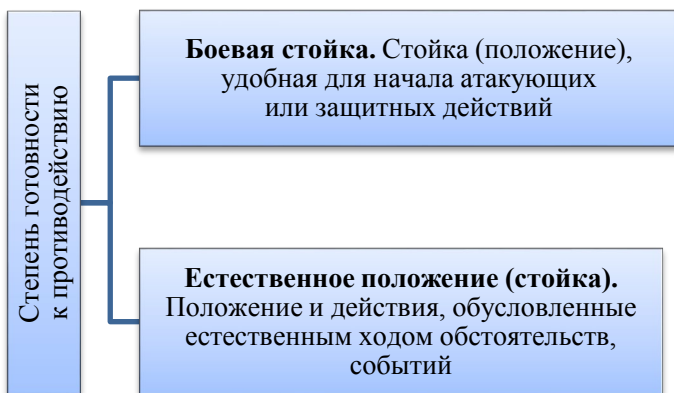 Степень готовности
к противодействию
Боевая стойка. Стойка (положение),
удобная для начала атакующих
или защитных действий
Естественное положение (стойка).
Положение и действия, обусловленные
естественным ходом обстоятельств,
событий